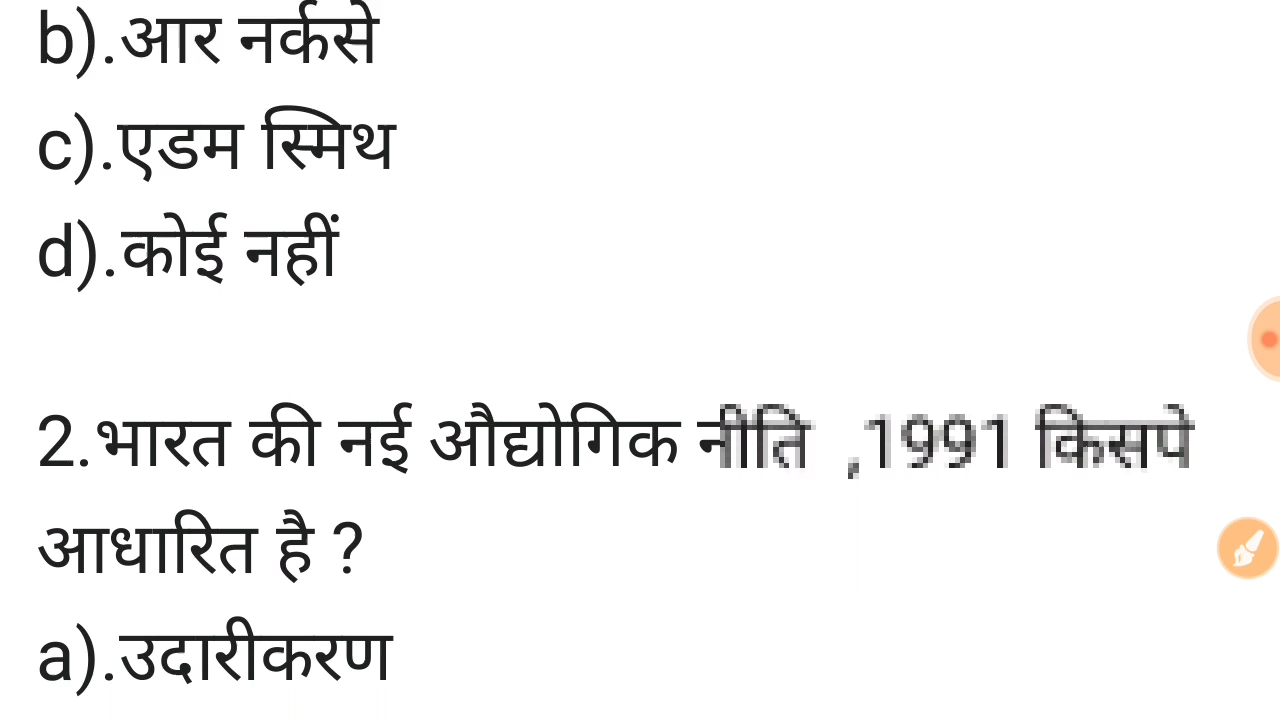 b).आर नर्कसे
c).एडम स्मिथ
d).कोई नहीं
2.भारत की नई औद्योगिक नीति ,1991 किसपे
आधारित है ?
a).उदारीकरण